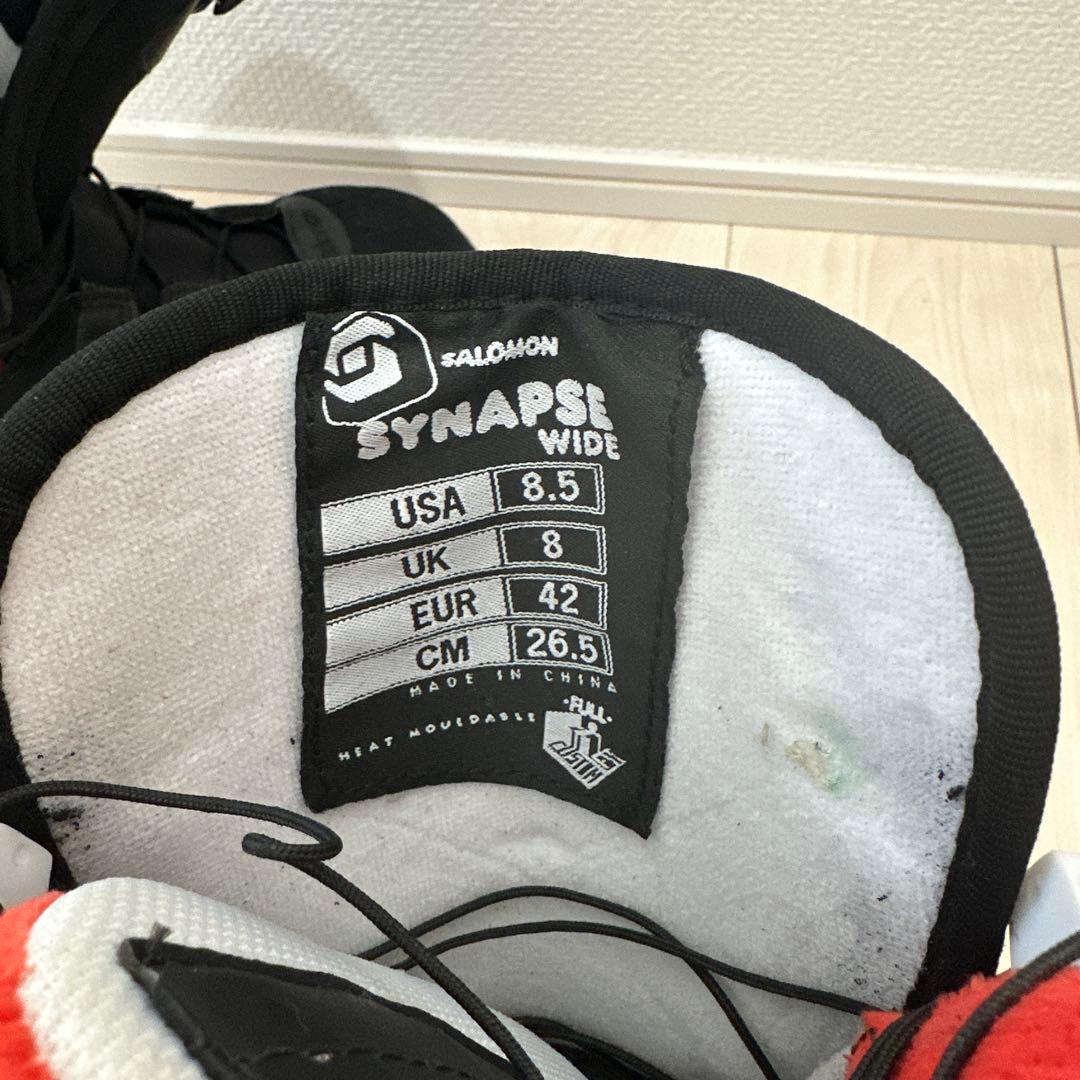 SALOMON
SYNAPSE
WIDE
USA 8.5
UK 8
EUR 42
CM 26.5
MADE IN CHINA
·FULL·
HEAT MOULDABLE